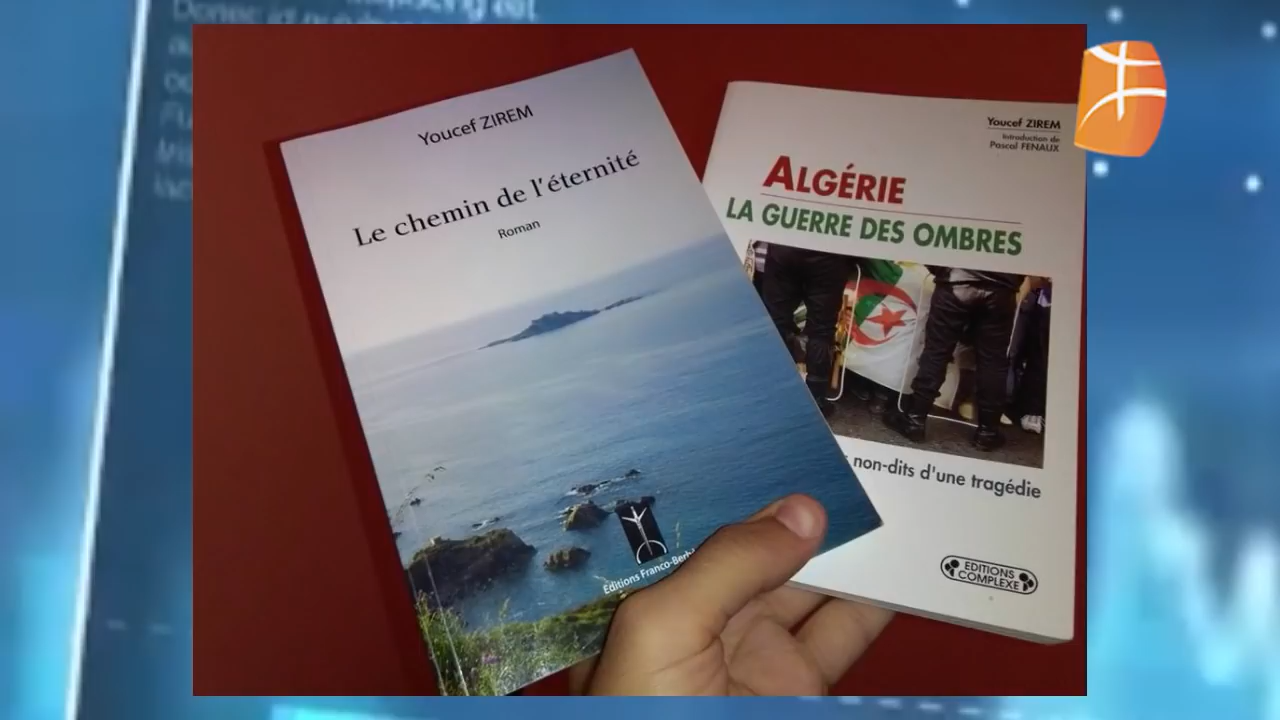 Youcef ZIREM
Le chemin de l'éternité
Roman
Editions Franco-Berb
Youcef ZIREM
Introduction de
Pascal FENAUX
ALGÉRIE
LA GUERRE DES OMBRES
non-dits d'une tragédie
EDITIONS
COMPLEXE